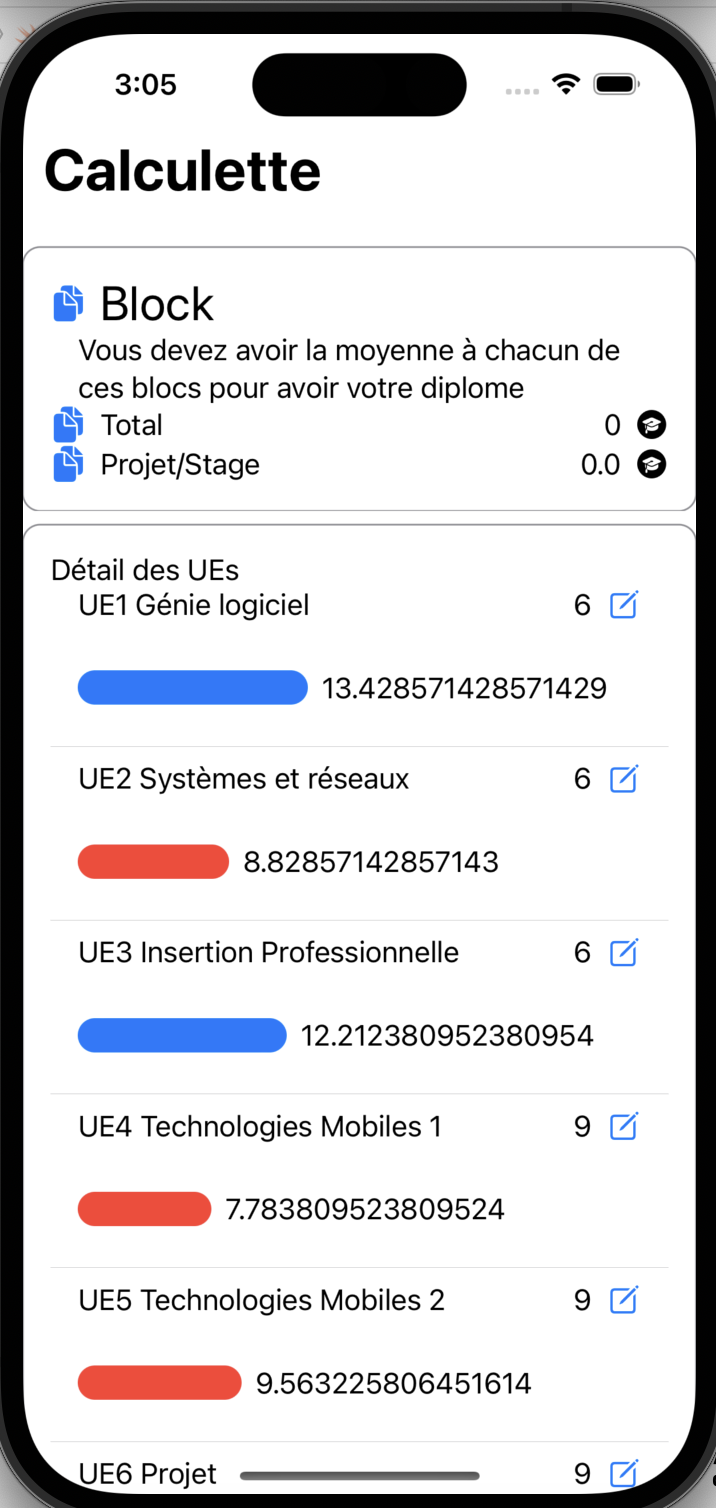 3:05
Calculette
Block
Vous devez avoir la moyenne à chacun de
ces blocs pour avoir votre diplome
Total 0
Projet/Stage 0.0
Détail des UEs
UE1 Génie logiciel 6
13.428571428571429
UE2 Systèmes et réseaux 6
8.82857142857143
UE3 Insertion Professionnelle 6
12.212380952380954
UE4 Technologies Mobiles 1 9
7.783809523809524
UE5 Technologies Mobiles 2 9
9.563225806451614
UE6 Projet 9